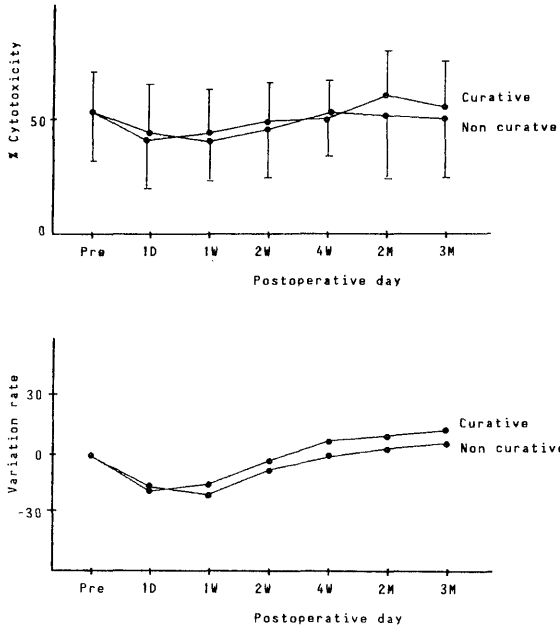 % Cytotoxicity
50
0
Curative
Non curatve
Pre 1D 1W 2W 4W 2M 3M
Postoperative day
Variation rate
30
0
-30
Curative
Non curative
Pre 1D 1W 2W 4W 2M 3M
Postoperative day